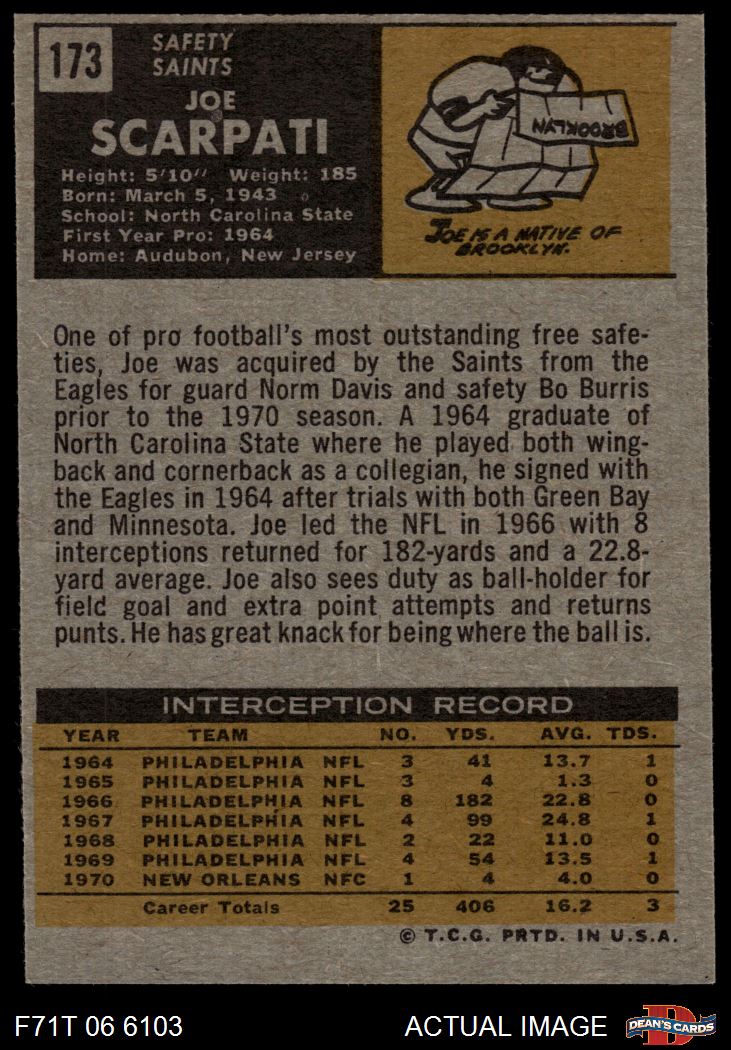 173
SAFETY
SAINTS
JOE
SCARPATI
Height: 5'10" Weight: 185
Born: March 5, 1943
School: North Carolina State
First Year Pro: 1964
Home: Audubon, New Jersey
BROOKLYN
JOE IS A NATIVE OF
BROOKLYN.
One of pro football's most outstanding free safe-
ties, Joe was acquired by the Saints from the
Eagles for guard Norm Davis and safety Bo Burris
prior to the 1970 season. A 1964 graduate of
North Carolina State where he played both wing-
back and cornerback as a collegian, he signed with
the Eagles in 1964 after trials with both Green Bay
and Minnesota. Joe led the NFL in 1966 with 8
interceptions returned for 182-yards and a 22.8-
yard average. Joe also sees duty as ball-holder for
field goal and extra point attempts and returns
punts. He has great knack for being where the ball is.
INTERCEPTION RECORD
YEAR TEAM NO. YDS. AVG. TDS.
1964 PHILADELPHIA NFL 3 41 13.7 1
1965 PHILADELPHIA NFL 3 4 1.3 0
1966 PHILADELPHIA NFL 8 182 22.8 0
1967 PHILADELPHIA NFL 4 99 24.8 1
1968 PHILADELPHIA NFL 2 22 11.0 0
1969 PHILADELPHIA NFL 4 54 13.5 1
1970 NEW ORLEANS NFC 1 4 4.0 0
Career Totals 25 406 16.2 3
© T.C.G. PRTD. IN U.S.A.
F71T 06 6103 ACTUAL IMAGE D DEAN'S CARDS